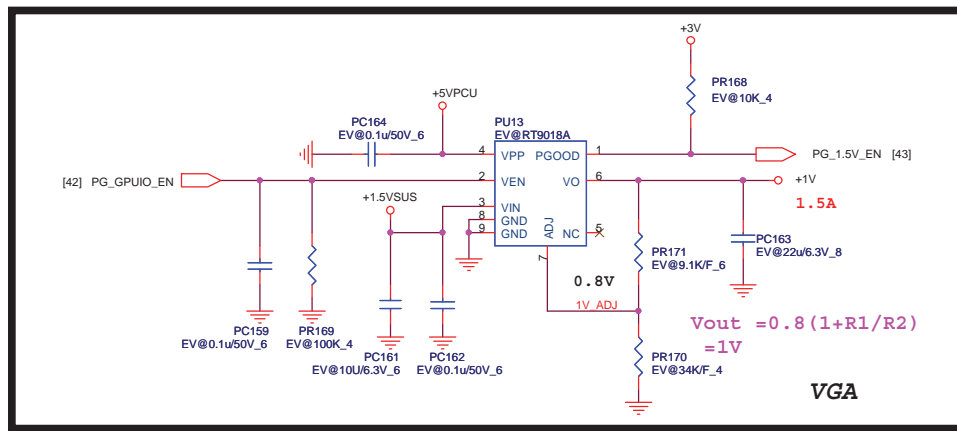 +3V
PR168
EV@10K_4
+5VPCU
PC164
EV@0.1u/50V_6
PU13
EV@RT9018A
4 VPP PGOOD 1
PG_1.5V_EN [43]
[42] PG_GPUIO_EN
2 VEN VO 6
+1V
1.5A
+1.5VSUS
3 VIN
8 GND
9 GND
ADJ
NC 5
7
PR171
EV@9.1K/F_6
PC163
EV@22u/6.3V_8
0.8V
1V_ADJ
Vout =0.8(1+R1/R2)
=1V
PC159
EV@0.1u/50V_6
PR169
EV@100K_4
PC161
EV@10U/6.3V_6
PC162
EV@0.1u/50V_6
PR170
EV@34K/F_4
VGA